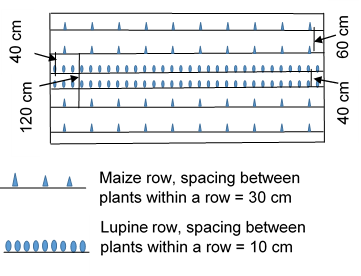 40 cm
120 cm
60 cm
40 cm
Maize row, spacing between
plants within a row = 30 cm
Lupine row, spacing between
plants within a row = 10 cm